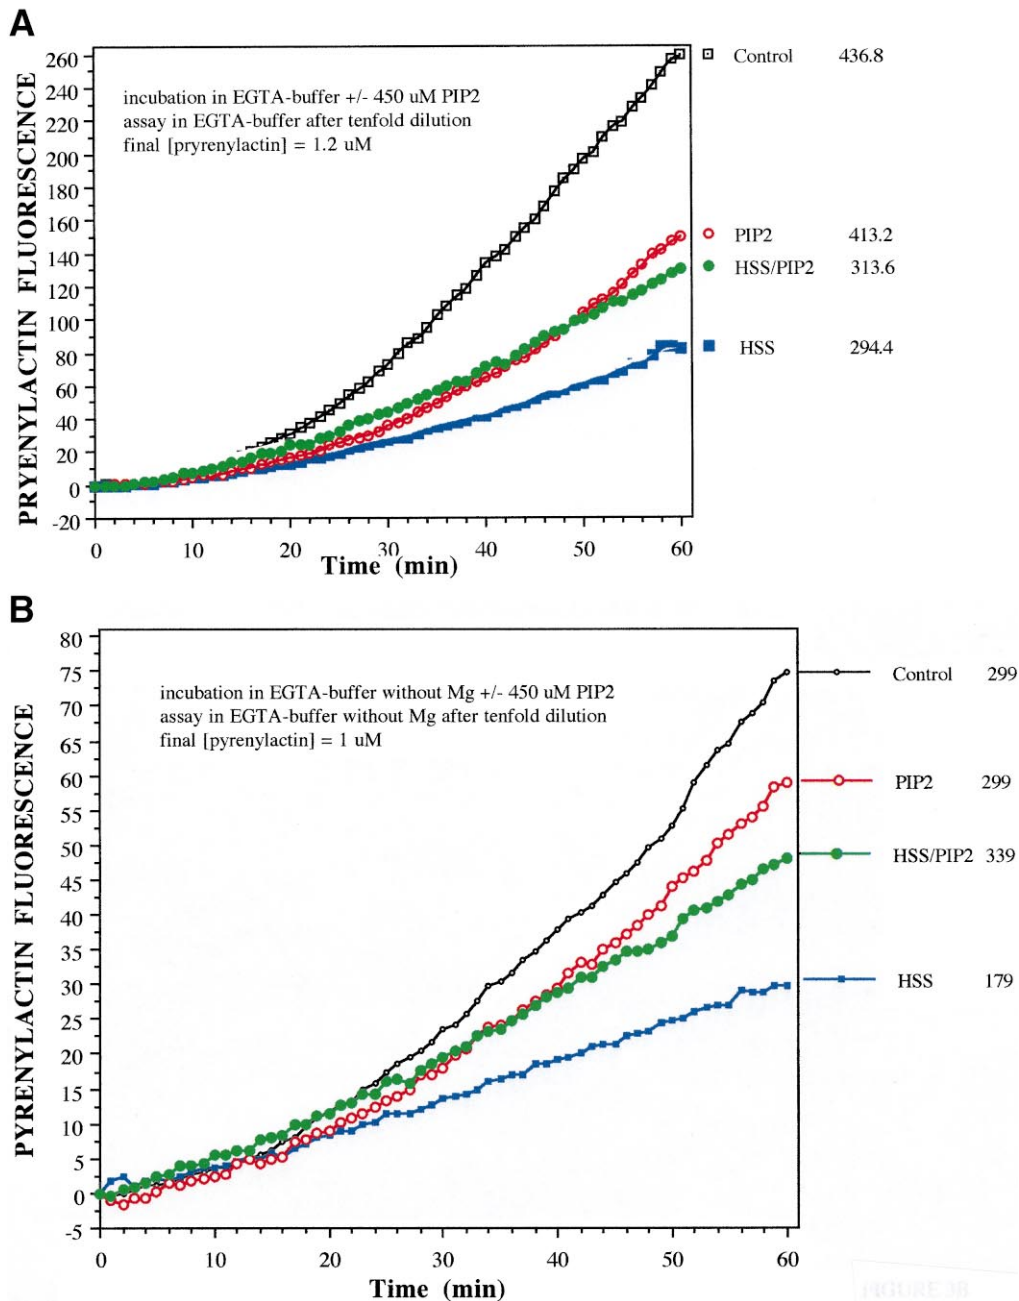 A
PRYENYLACTIN FLUORESCENCE
260
240
220
200
180
160
140
120
100
80
60
40
20
0
-20
incubation in EGTA-buffer +/- 450 uM PIP2
assay in EGTA-buffer after tenfold dilution
final [pryrenylactin] = 1.2 uM
Control 436.8
PIP2 413.2
HSS/PIP2 313.6
HSS 294.4
0 10 20 30 40 50 60
Time (min)
B
PYRENYLACTIN FLUORESCENCE
80
75
70
65
60
55
50
45
40
35
30
25
20
15
10
5
0
-5
incubation in EGTA-buffer without Mg +/- 450 uM PIP2
assay in EGTA-buffer without Mg after tenfold dilution
final [pyrenylactin] = 1 uM
Control 299
PIP2 299
HSS/PIP2 339
HSS 179
0 10 20 30 40 50 60
Time (min)
FIGURE 3B